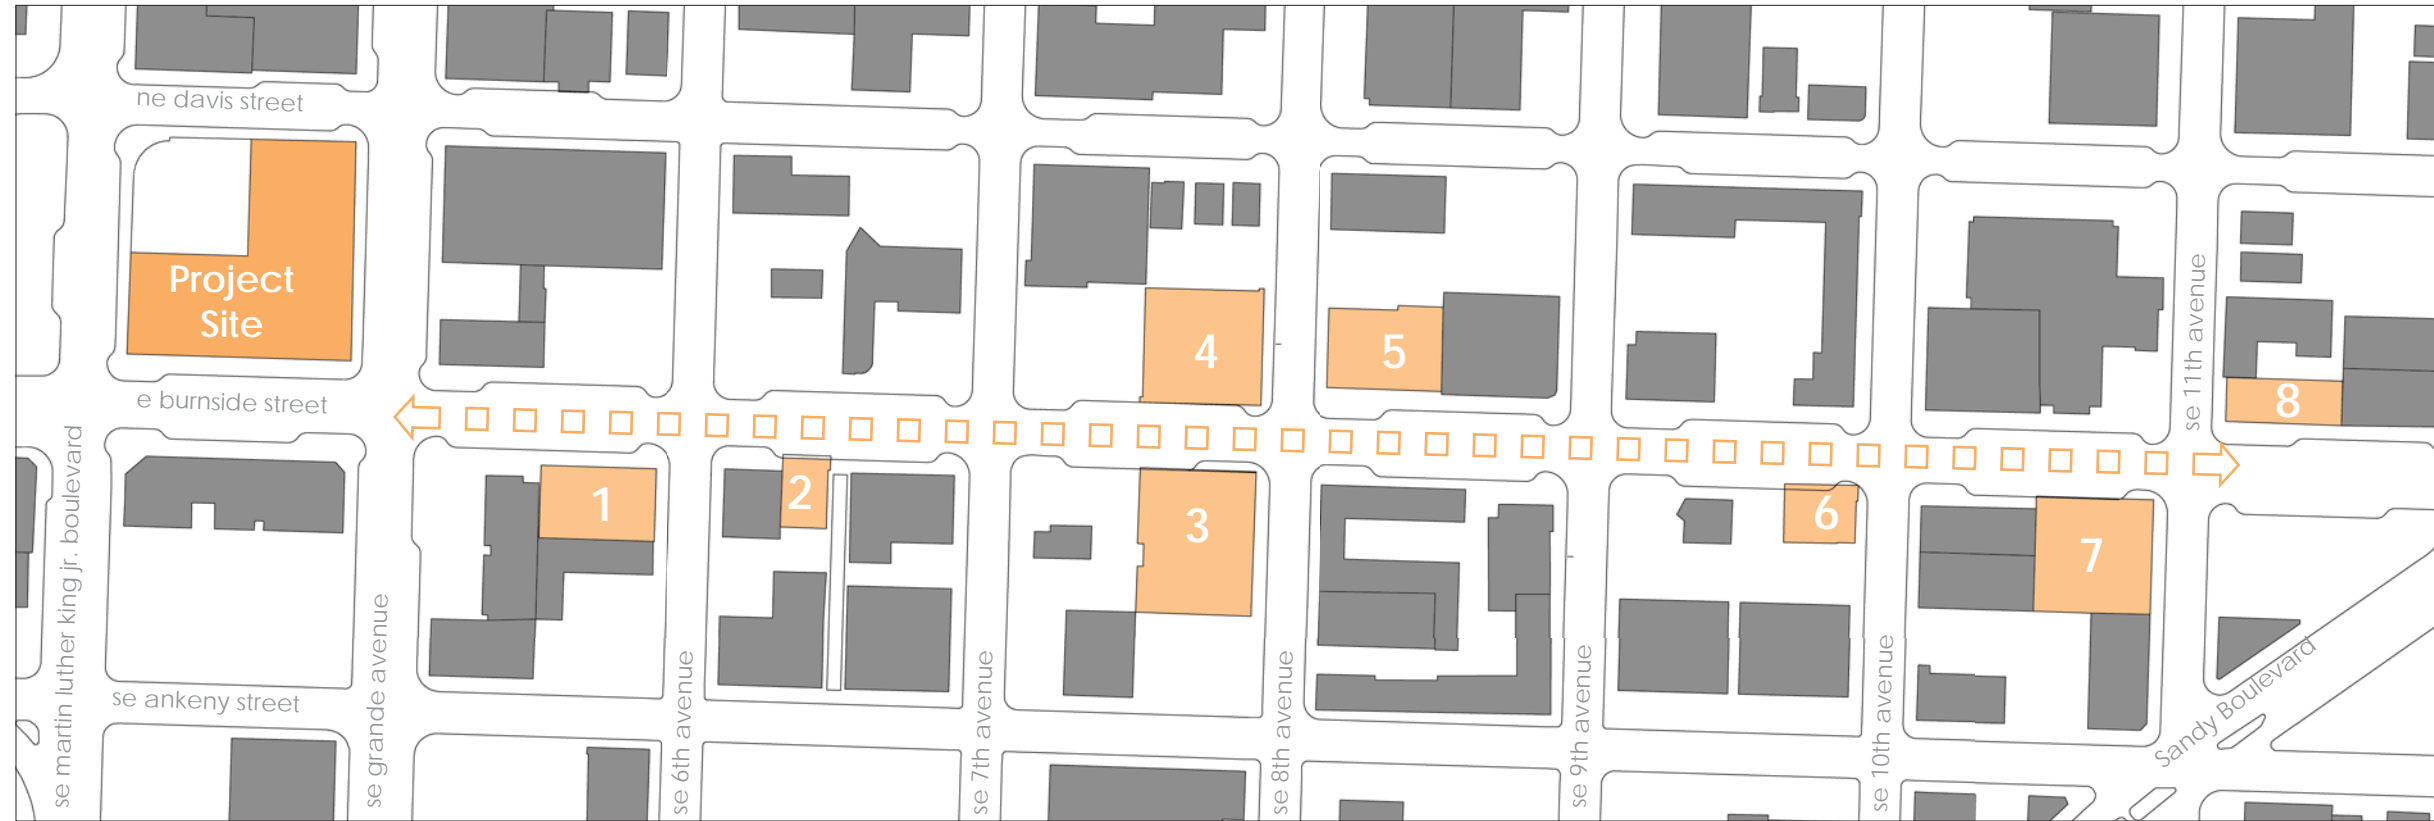 ne davis street
Project
Site
e burnside street
4
5
8
1
2
3
6
7
se ankeny street
se martin luther king jr. boulevard
se grande avenue
se 6th avenue
se 7th avenue
se 8th avenue
se 9th avenue
se 10th avenue
se 11th avenue
Sandy Boulevard